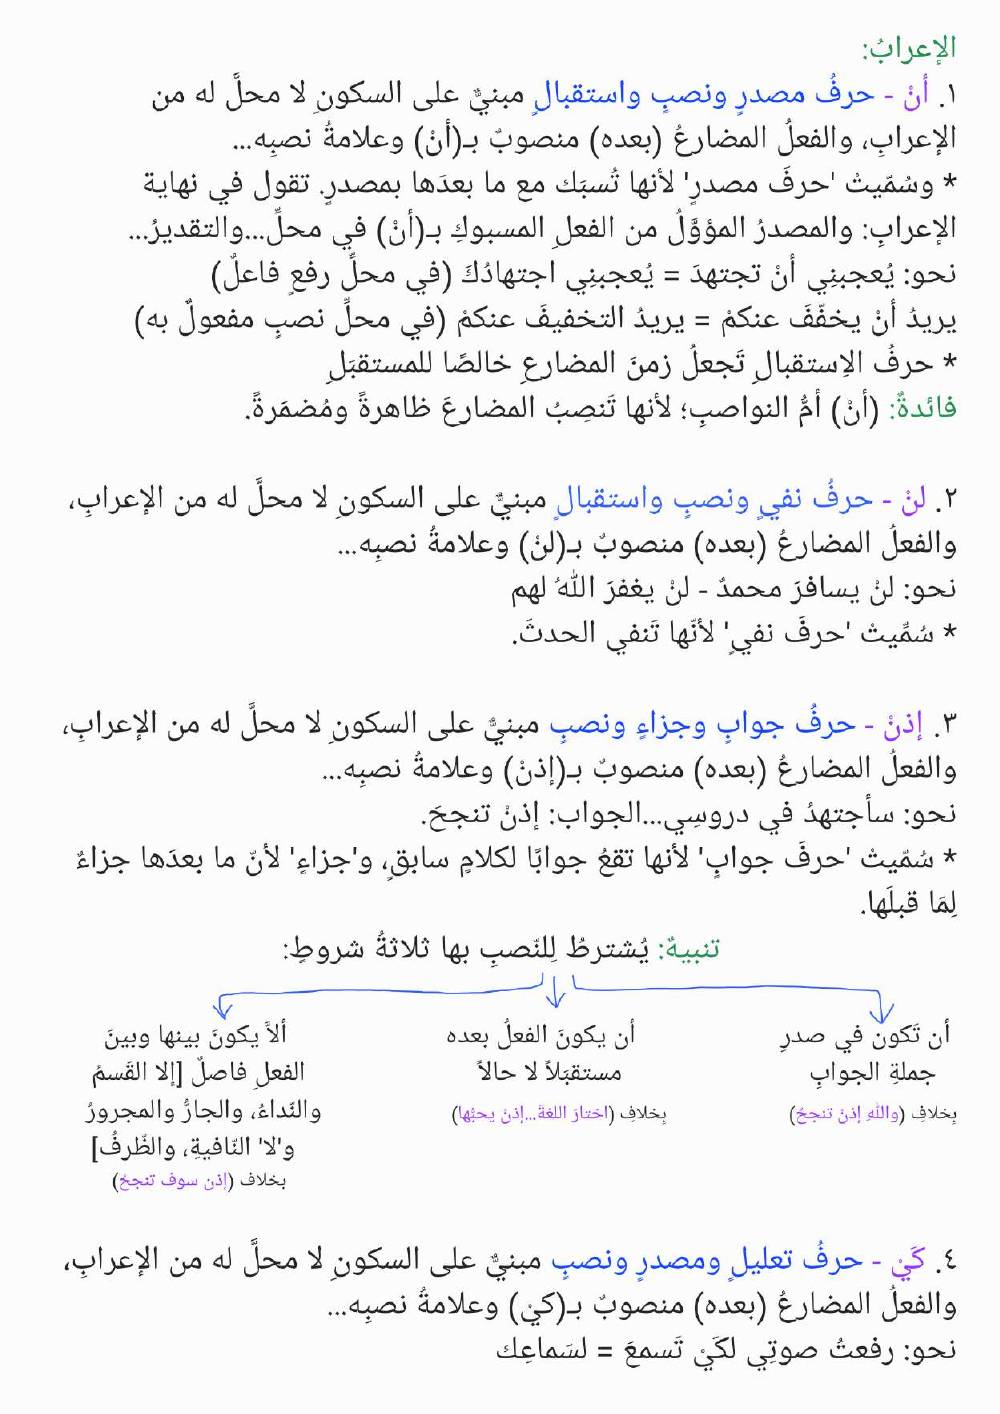 الإعرابُ:
١. أنْ - حرفُ مصدرٍ ونصبٍ واستقبالٍ مبنيٌّ على السكونِ لا محلَّ له من
الإعرابِ، والفعلُ المضارعُ (بعده) منصوبٌ بـ(أنْ) وعلامةُ نصبِه...
* وسُمّيتْ 'حرفَ مصدرٍ' لأنها تُسبَك مع ما بعدَها بمصدرٍ. تقول في نهاية
الإعرابِ: والمصدرُ المؤوَّلُ من الفعلِ المسبوكِ بـ(أنْ) في محلِّ...والتقديرُ...
نحو: يُعجبنِي أنْ تجتهدَ = يُعجبنِي اجتهادُكَ (في محلِّ رفعٍ فاعلٌ)
يريدُ أنْ يخفّفَ عنكمْ = يريدُ التخفيفَ عنكمْ (في محلِّ نصبٍ مفعولٌ به)
* حرفُ الاِستقبالِ تَجعلُ زمنَ المضارعِ خالصًا للمستقبَلِ
فائدةٌ: (أنْ) أمُّ النواصبِ؛ لأنها تَنصِبُ المضارعَ ظاهرةً ومُضمَرةً.
٢. لنْ - حرفُ نفيٍ ونصبٍ واستقبالٍ مبنيٌّ على السكونِ لا محلَّ له من الإعرابِ،
والفعلُ المضارعُ (بعده) منصوبٌ بـ(لنْ) وعلامةُ نصبِه...
نحو: لنْ يسافرَ محمدٌ - لنْ يغفرَ اللّٰهُ لهم
* سُمِّيتْ 'حرفَ نفيٍ' لأنّها تَنفي الحدثَ.
٣. إذنْ - حرفُ جوابٍ وجزاءٍ ونصبٍ مبنيٌّ على السكونِ لا محلَّ له من الإعرابِ،
والفعلُ المضارعُ (بعده) منصوبٌ بـ(إذنْ) وعلامةُ نصبِه...
نحو: سأجتهدُ في دروسِي...الجواب: إذنْ تنجحَ.
* سُمّيتْ 'حرفَ جوابٍ' لأنها تقعُ جوابًا لكلامٍ سابقٍ، و'جزاءٍ' لأنّ ما بعدَها جزاءٌ
لِمَا قبلَها.
تنبيهٌ: يُشترطُ لِلنّصبِ بها ثلاثةُ شروطٍ:
أن تَكونَ في صدرِ
جملةِ الجوابِ
بِخلافِ (واللّٰهِ إذنْ تنجحُ)
أن يكونَ الفعلُ بعده
مستقبَلاً لا حالاً
بِخلافِ (اختارَ اللغةَ...إذنْ يحبُّها)
ألاَّ يكونَ بينها وبينَ
الفعلِ فاصلٌ [إلا القَسمُ
والنّداءُ، والجارُّ والمجرورُ
و'لا' النّافيةِ، والظّرفُ]
بخلاف (إذن سوف تنجحُ)
٤. كَيْ - حرفُ تعليلٍ ومصدرٍ ونصبٍ مبنيٌّ على السكونِ لا محلَّ له من الإعرابِ،
والفعلُ المضارعُ (بعده) منصوبٌ بـ(كيْ) وعلامةُ نصبِه...
نحو: رفعتُ صوتِي لكَيْ تَسمعَ = لسَماعِك